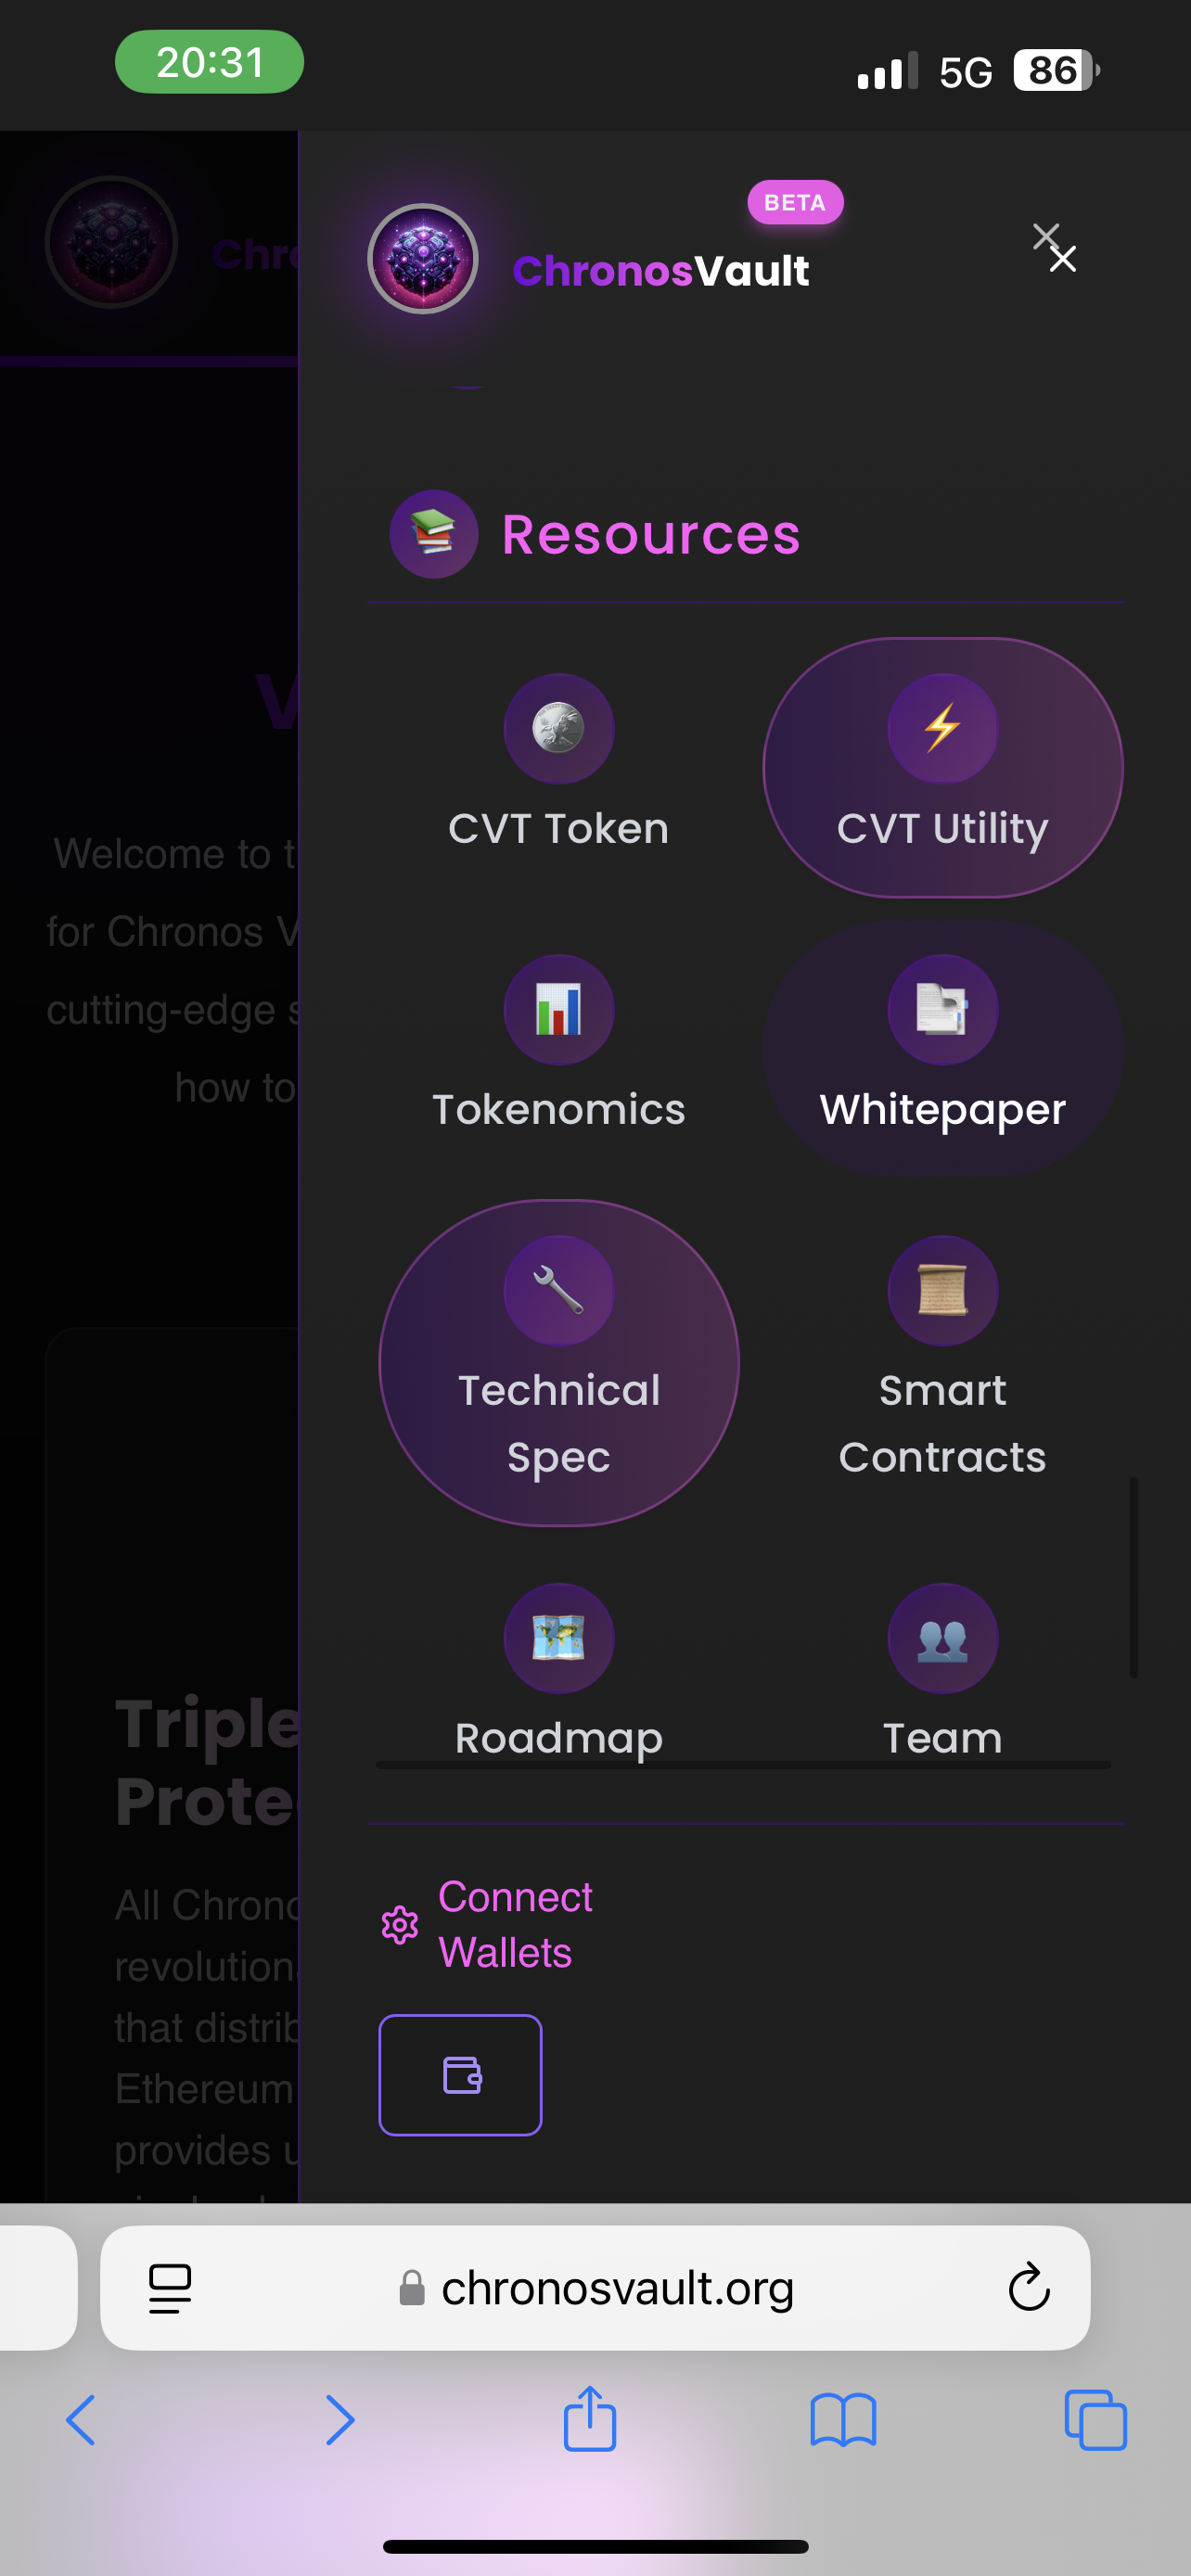 20:31
5G
86
BETA
ChronosVault
Resources
CVT Token
CVT Utility
Tokenomics
Whitepaper
Technical
Spec
Smart
Contracts
Roadmap
Team
Connect
Wallets
Welcome to t
for Chronos V
cutting-edge s
how to
Triple
Prote
All Chrono
revolution
that distrib
Ethereum
provides u
chronosvault.org